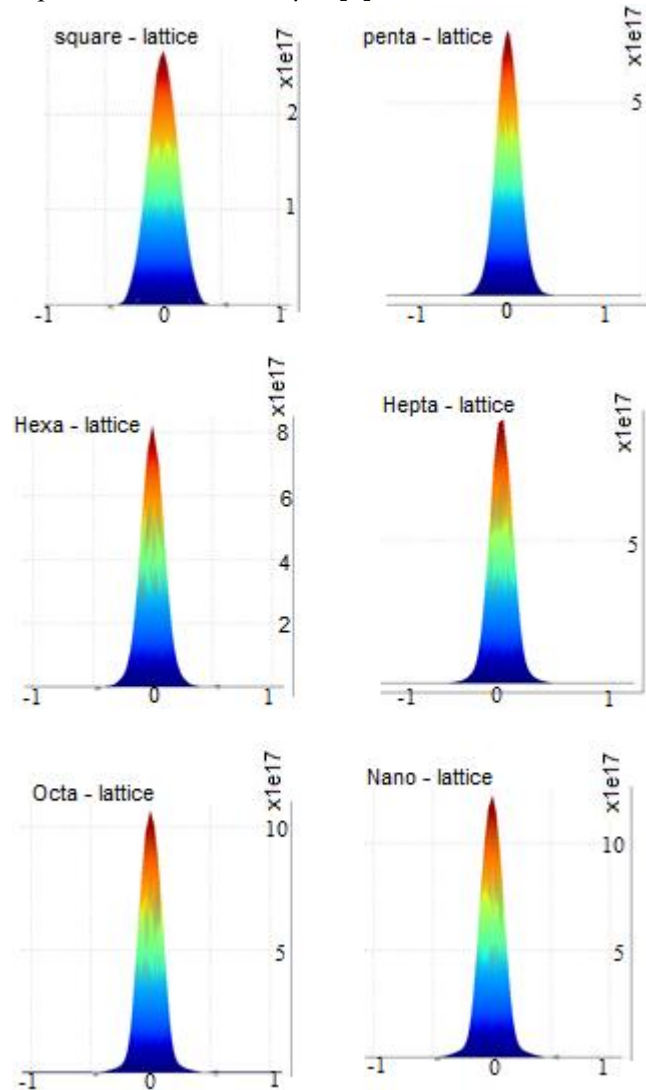 square - lattice
x1e17
2
1
-1 0 1
penta - lattice
x1e17
5
-1 0 1
Hexa - lattice
x1e17
8
6
4
2
-1 0 1
Hepta - lattice
x1e17
5
-1 0 1
Octa - lattice
x1e17
10
5
-1 0 1
Nano - lattice
x1e17
10
5
-1 0 1